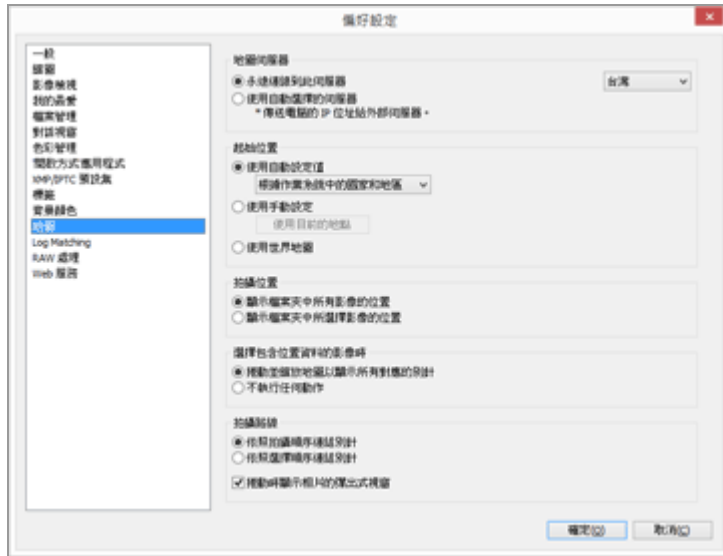 偏好設定
一般
縮圖
影像檢視
我的最愛
檔案管理
對話視窗
色彩管理
開啟方式應用程式
XMP/IPTC 預設集
標籤
背景顏色
地圖
Log Matching
RAW 處理
Web 服務
地圖伺服器
永遠連線到此伺服器
台灣
使用自動選擇的伺服器
* 傳送電腦的 IP 位址給外部伺服器。
起始位置
使用自動設定值
根據作業系統中的國家和地區
使用手動設定
使用目前的地點
使用世界地圖
拍攝位置
顯示檔案夾中所有影像的位置
顯示檔案夾中所選擇影像的位置
選擇包含位置資料的影像時
捲動並縮放地圖以顯示所有對應的別針
不執行任何動作
拍攝路線
依照拍攝順序連結別針
依照選擇順序連結別針
捲動時顯示相片的彈出式視窗
確定(O)
取消(C)